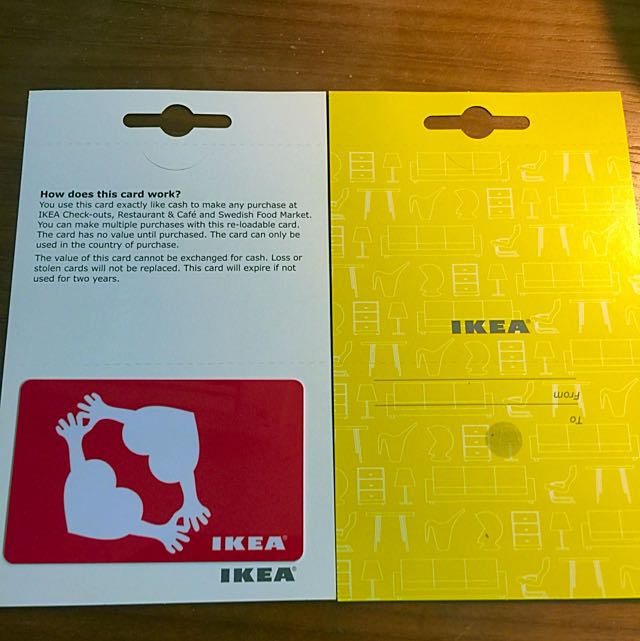 How does this card work?
You use this card exactly like cash to make any purchase at
IKEA Check-outs, Restaurant & Café and Swedish Food Market.
You can make multiple purchases with this re-loadable card.
The card has no value until purchased. The card can only be
used in the country of purchase.
The value of this card cannot be exchanged for cash. Loss or
stolen cards will not be replaced. This card will expire if not
used for two years.
IKEA®
IKEA®
IKEA®
From
To